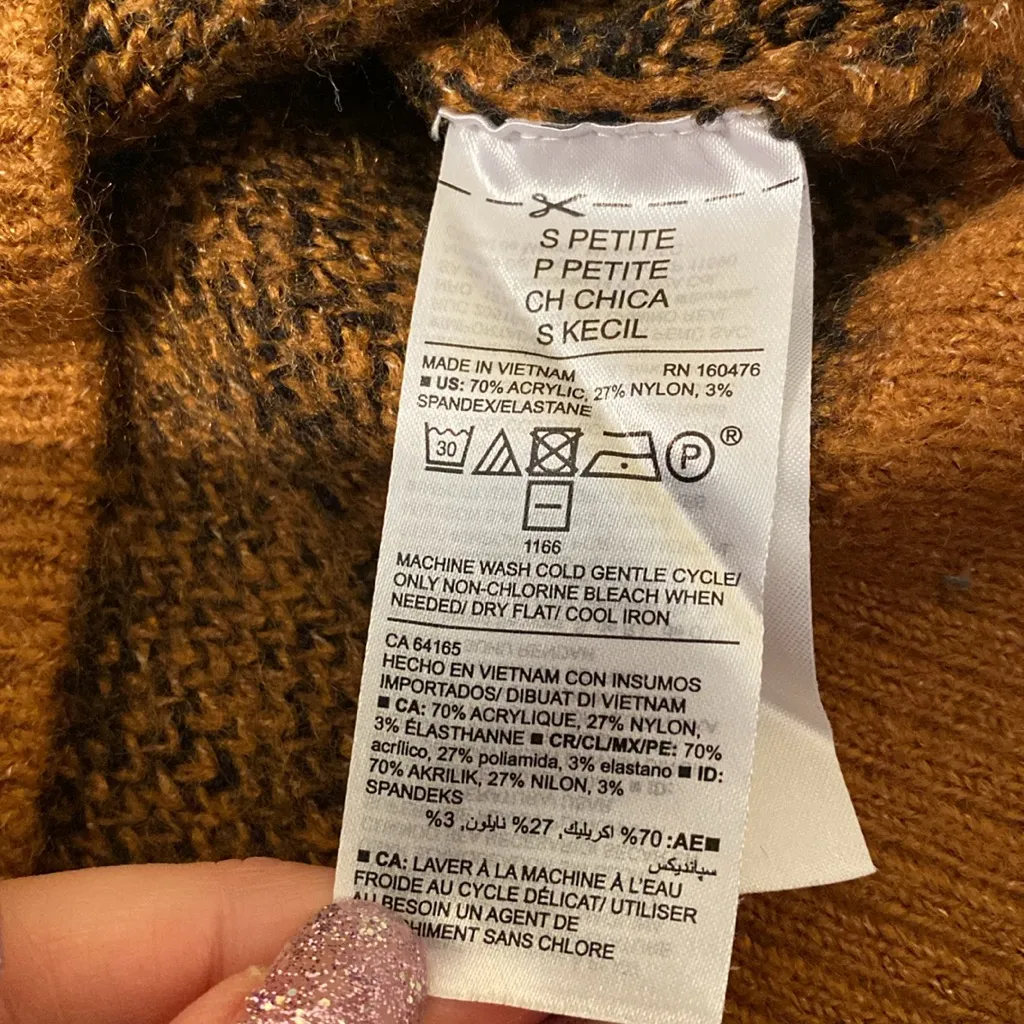 S PETITE
P PETITE
CH CHICA
S KECIL
MADE IN VIETNAM RN 160476
■ US: 70% ACRYLIC, 27% NYLON, 3%
SPANDEX/ELASTANE
30 P ®
1166
MACHINE WASH COLD GENTLE CYCLE/
ONLY NON-CHLORINE BLEACH WHEN
NEEDED/ DRY FLAT/ COOL IRON
CA 64165
HECHO EN VIETNAM CON INSUMOS
IMPORTADOS/ DIBUAT DI VIETNAM
■ CA: 70% ACRYLIQUE, 27% NYLON,
3% ÉLASTHANNE ■ CR/CL/MX/PE: 70%
acrílico, 27% poliamida, 3% elastano ■ ID:
70% AKRILIK, 27% NILON, 3%
SPANDEKS
■AE: 70% اكريليك, 27% نايلون, 3%
سباندیكس
■ CA: LAVER À LA MACHINE À L'EAU
FROIDE AU CYCLE DÉLICAT/ UTILISER
AU BESOIN UN AGENT DE
SANS CHLORE